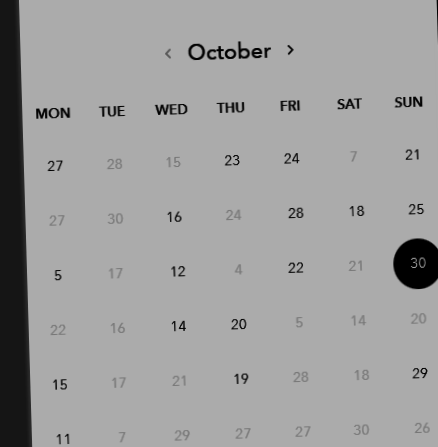 ‹ October ›
MON TUE WED THU FRI SAT SUN
27 28 15 23 24 7 21
27 30 16 24 28 18 25
5 17 12 4 22 21 30
22 16 14 20 5 14 20
15 17 21 19 28 18 29
11 7 29 27 27 30 26